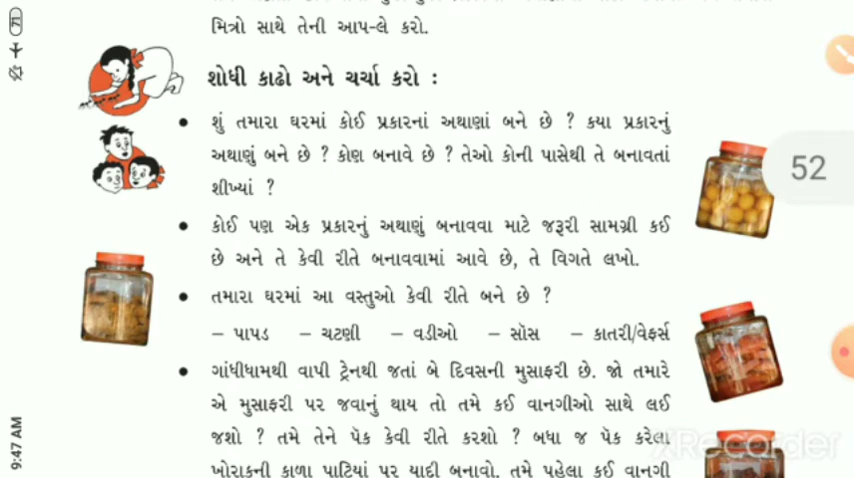 મિત્રો સાથે તેની આપ-લે કરો.
શોધી કાઢો અને ચર્ચા કરો :
• શું તમારા ઘરમાં કોઈ પ્રકારનાં અથાણાં બને છે ? કયા પ્રકારનું
અથાણું બને છે ? કોણ બનાવે છે ? તેઓ કોની પાસેથી તે બનાવતાં
શીખ્યાં ?
• કોઈ પણ એક પ્રકારનું અથાણું બનાવવા માટે જરૂરી સામગ્રી કઈ
છે અને તે કેવી રીતે બનાવવામાં આવે છે, તે વિગતે લખો.
• તમારા ઘરમાં આ વસ્તુઓ કેવી રીતે બને છે ?
– પાપડ – ચટણી – વડીઓ – સૉસ – કાતરી/વેફર્સ
• ગાંધીધામથી વાપી ટ્રેનથી જતાં બે દિવસની મુસાફરી છે. જો તમારે
એ મુસાફરી પર જવાનું થાય તો તમે કઈ વાનગીઓ સાથે લઈ
જશો ? તમે તેને પૅક કેવી રીતે કરશો ? બધા જ પૅક કરેલા
ખોરાકની કાળા પાટિયાં પર યાદી બનાવો. તમે પહેલા કઈ વાનગી
52
XRecorder
9:47 AM
71